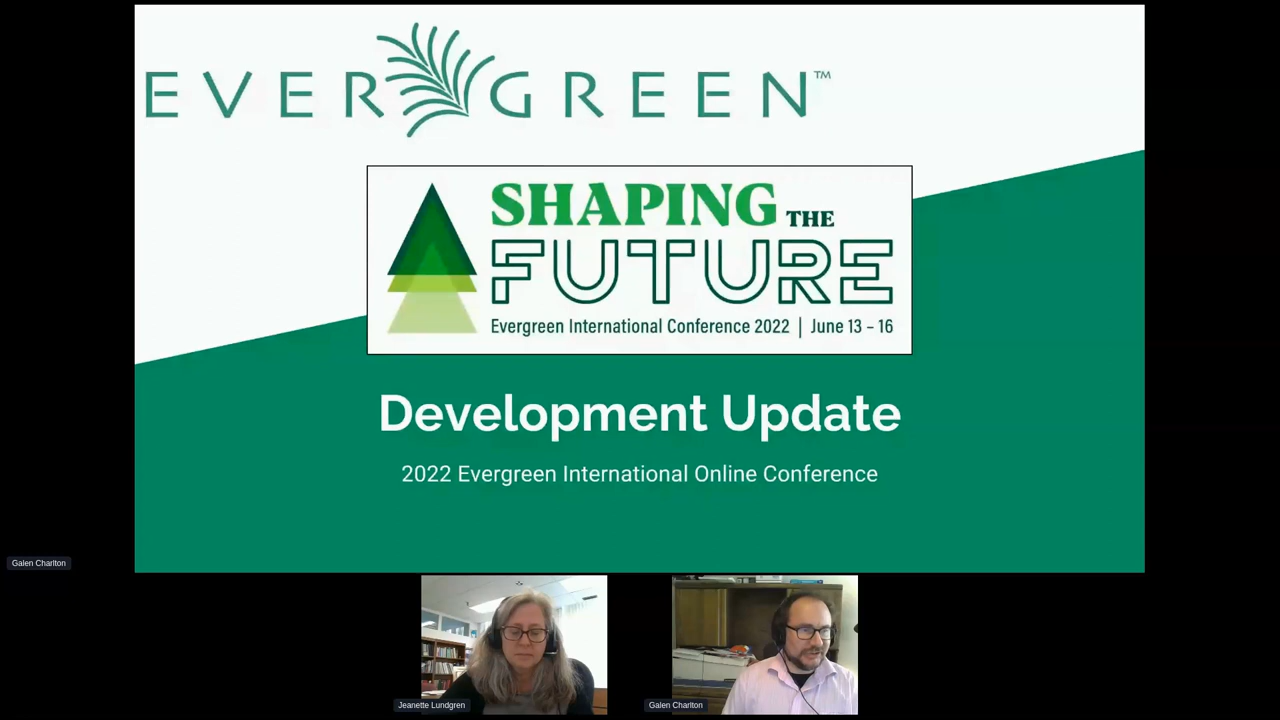 EVERGREEN™
SHAPING THE
FUTURE
Evergreen International Conference 2022 | June 13 – 16
Development Update
2022 Evergreen International Online Conference
Galen Charlton
Jeanette Lundgren
Galen Charlton